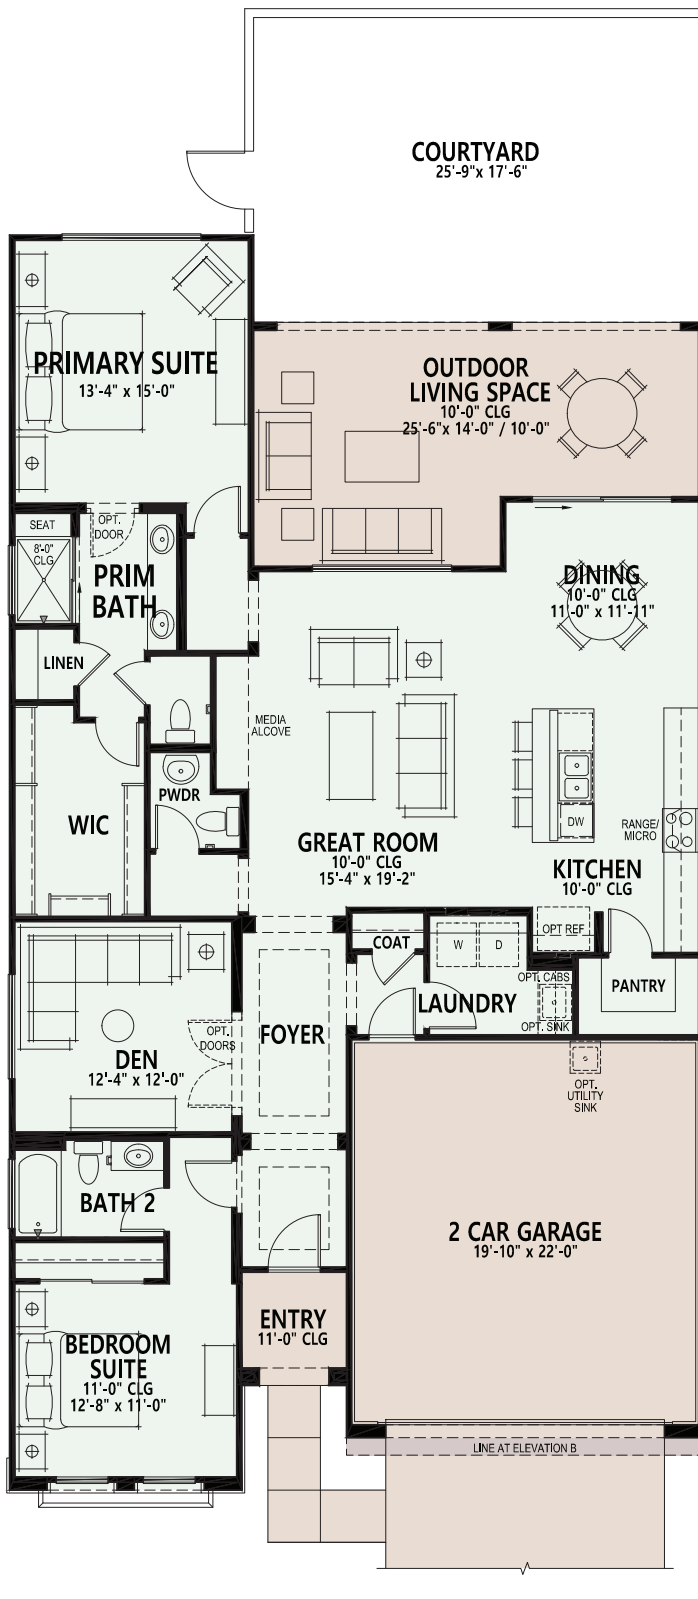 COURTYARD
25'-9"x 17'-6"
PRIMARY SUITE
13'-4" x 15'-0"
OUTDOOR
LIVING SPACE
10'-0" CLG
25'-6"x 14'-0" / 10'-0"
SEAT
8'-0"
CLG
OPT.
DOOR
PRIM
BATH
DINING
10'-0" CLG
11'-0" x 11'-11"
LINEN
MEDIA
ALCOVE
PWDR
WIC
DW
RANGE/
MICRO
GREAT ROOM
10'-0" CLG
15'-4" x 19'-2"
KITCHEN
10'-0" CLG
OPT REF
COAT
W
D
OPT. CABS
PANTRY
LAUNDRY
OPT. SINK
OPT.
DOORS
FOYER
DEN
12'-4" x 12'-0"
OPT.
UTILITY
SINK
BATH 2
2 CAR GARAGE
19'-10" x 22'-0"
ENTRY
11'-0" CLG
BEDROOM
SUITE
11'-0" CLG
12'-8" x 11'-0"
LINE AT ELEVATION B